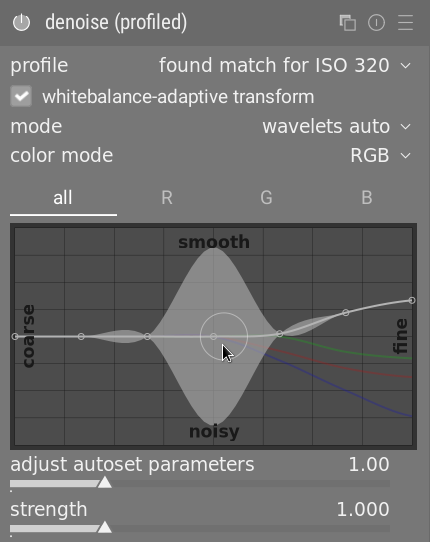 denoise (profiled)
profile found match for ISO 320
whitebalance-adaptive transform
mode wavelets auto
color mode RGB
all R G B
smooth
coarse
fine
noisy
adjust autoset parameters 1.00
strength 1.000